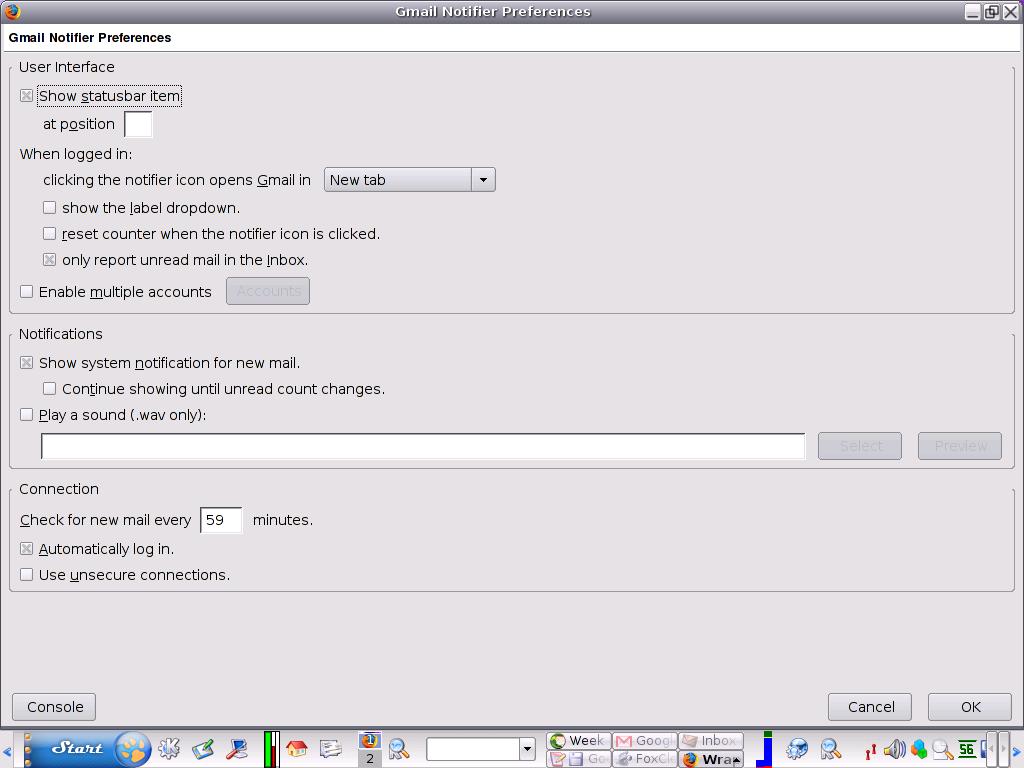 Gmail Notifier Preferences
Gmail Notifier Preferences
User Interface
Show statusbar item
at position
When logged in:
clicking the notifier icon opens Gmail in New tab
show the label dropdown.
reset counter when the notifier icon is clicked.
only report unread mail in the Inbox.
Enable multiple accounts Accounts
Notifications
Show system notification for new mail.
Continue showing until unread count changes.
Play a sound (.wav only):
Select Preview
Connection
Check for new mail every 59 minutes.
Automatically log in.
Use unsecure connections.
Console Cancel OK
Start 2 Week Goog Inbox 56
Go FoxCl Wra